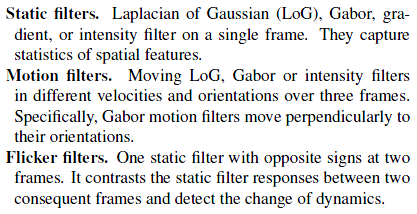 Static filters. Laplacian of Gaussian (LoG), Gabor, gra-
dient, or intensity filter on a single frame. They capture
statistics of spatial features.
Motion filters. Moving LoG, Gabor or intensity filters
in different velocities and orientations over three frames.
Specifically, Gabor motion filters move perpendicularly to
their orientations.
Flicker filters. One static filter with opposite signs at two
frames. It contrasts the static filter responses between two
consequent frames and detect the change of dynamics.